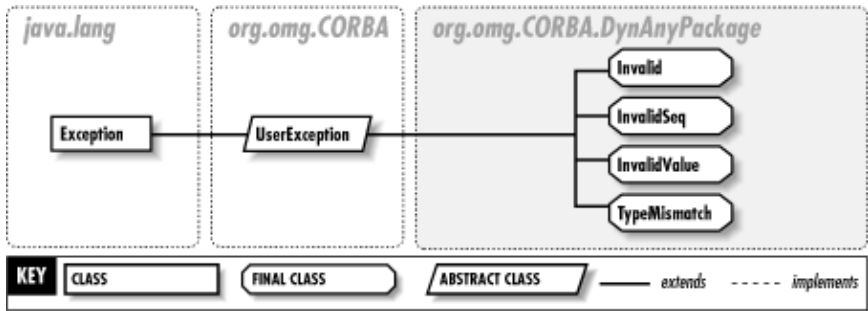 java.lang
org.omg.CORBA
org.omg.CORBA.DynAnyPackage
Exception
UserException
Invalid
InvalidSeq
InvalidValue
TypeMismatch
KEY CLASS FINAL CLASS ABSTRACT CLASS extends implements